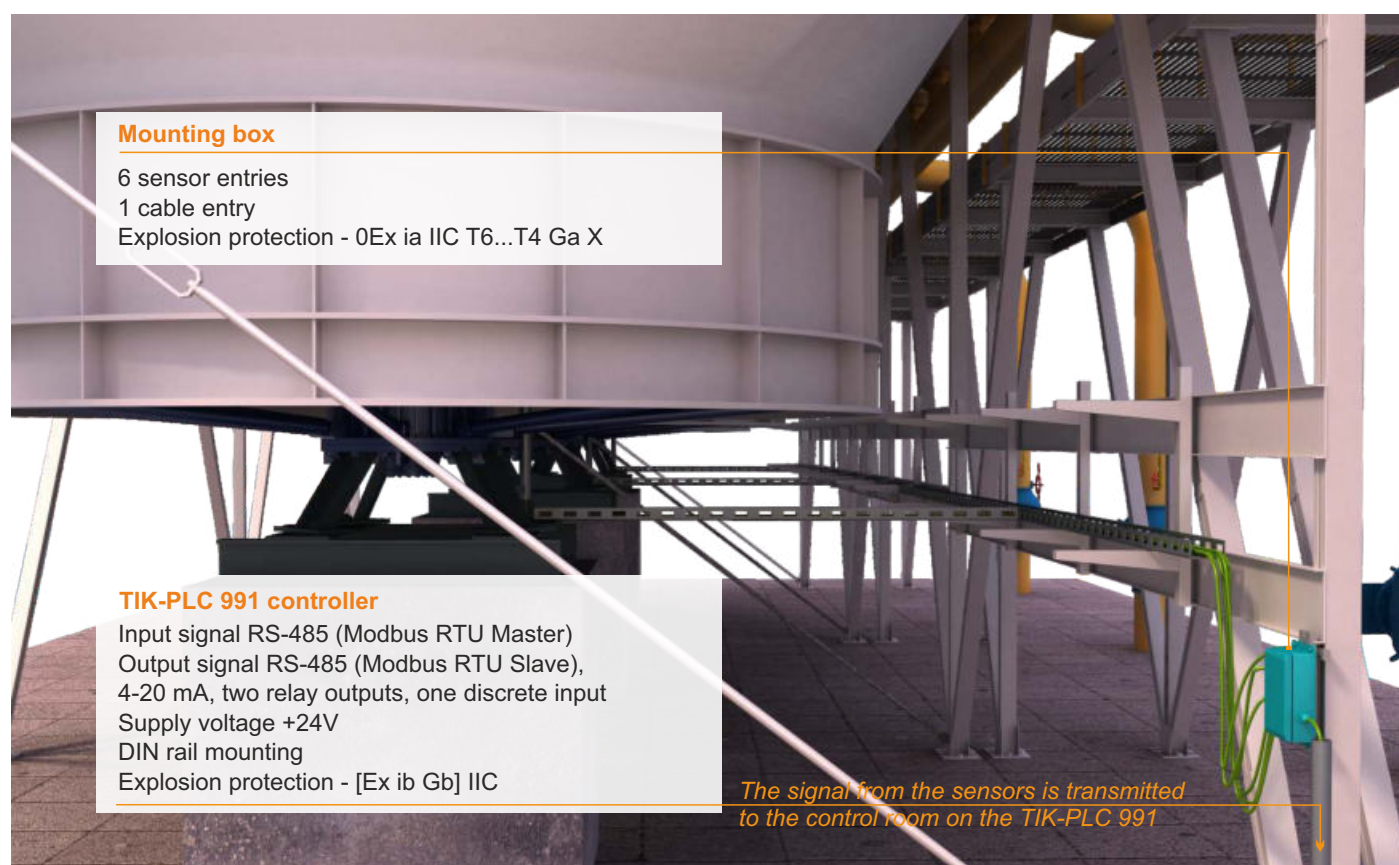 Mounting box
6 sensor entries
1 cable entry
Explosion protection - 0Ex ia IIC T6...T4 Ga X
TIK-PLC 991 controller
Input signal RS-485 (Modbus RTU Master)
Output signal RS-485 (Modbus RTU Slave),
4-20 mA, two relay outputs, one discrete input
Supply voltage +24V
DIN rail mounting
Explosion protection - [Ex ib Gb] IIC
The signal from the sensors is transmitted
to the control room on the TIK-PLC 991